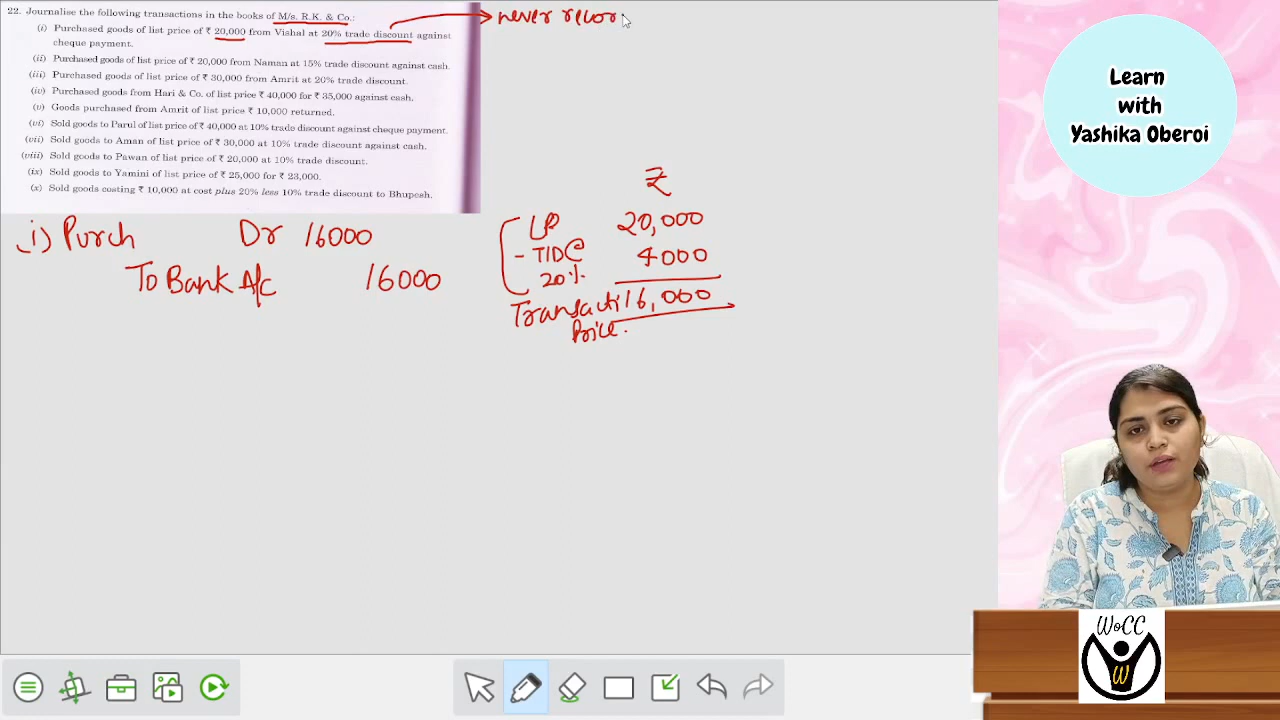 22. Journalise the following transactions in the books of M/s. R.K. & Co.:
(i) Purchased goods of list price of ₹ 20,000 from Vishal at 20% trade discount against
cheque payment.
(ii) Purchased goods of list price of ₹ 20,000 from Naman at 15% trade discount against cash.
(iii) Purchased goods of list price of ₹ 30,000 from Amrit at 20% trade discount.
(iv) Purchased goods from Hari & Co. of list price ₹ 40,000 for ₹ 35,000 against cash.
(v) Goods purchased from Amrit of list price ₹ 10,000 returned.
(vi) Sold goods to Parul of list price of ₹ 40,000 at 10% trade discount against cheque payment.
(vii) Sold goods to Aman of list price of ₹ 30,000 at 10% trade discount against cash.
(viii) Sold goods to Pawan of list price of ₹ 20,000 at 10% trade discount.
(ix) Sold goods to Yamini of list price of ₹ 25,000 for ₹ 23,000.
(x) Sold goods costing ₹ 10,000 at cost plus 20% less 10% trade discount to Bhupesh.
never recor
(i) Purch Dr 16000
To Bank A/c 16000
₹
LP 20,000
- T/D @ 4000
20%
Transacti 16,000
Price.
Learn
with
Yashika Oberoi
WoCC
W